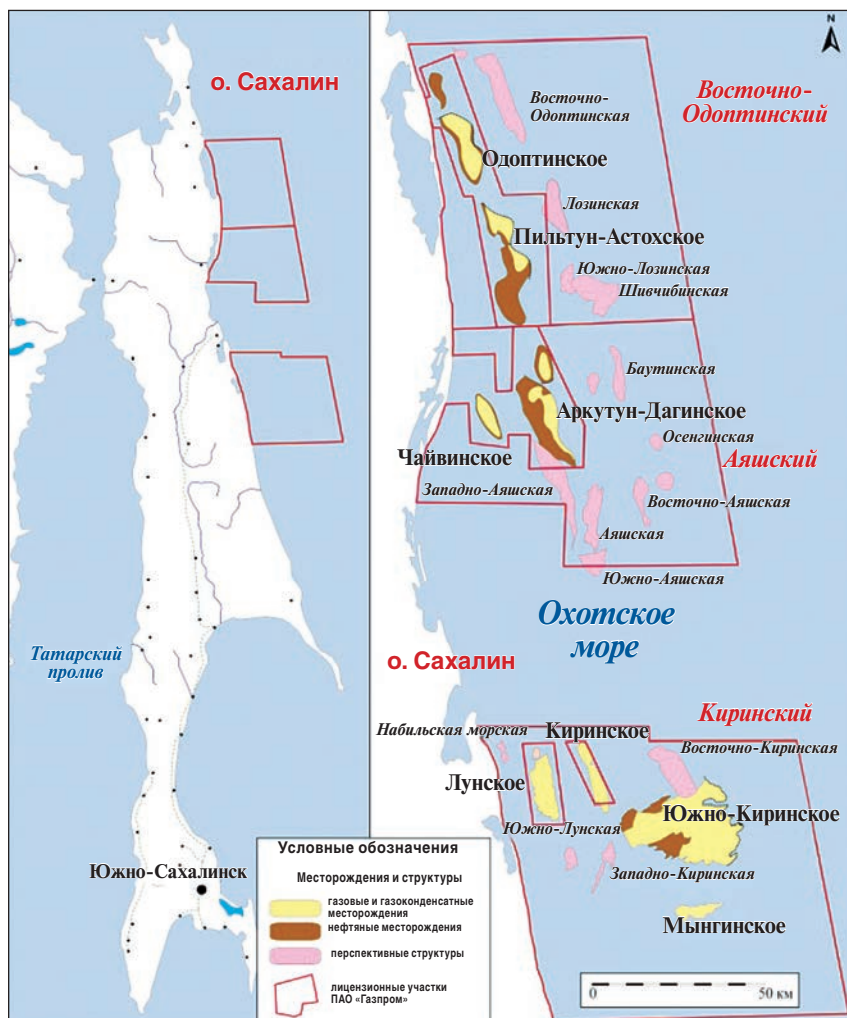 о. Сахалин
Татарский
пролив
Южно-Сахалинск
N
Восточно-
Одоптинская
Восточно-
Одоптинский
Одоптинское
Лозинская
Пильтун-Астохское
Южно-Лозинская
Шивчибинская
Баутинская
Аркутун-Дагинское
Осенгинская
Чайвинское
Аяшский
Западно-Аяшская
Восточно-Аяшская
Аяшская
Южно-Аяшская
Охотское
море
о. Сахалин
Киринский
Набильская морская
Киринское
Восточно-Киринская
Лунское
Южно-Киринское
Южно-Лунская
Западно-Киринская
Мынгинское
Условные обозначения
Месторождения и структуры
газовые и газоконденсатные
месторождения
нефтяные месторождения
перспективные структуры
лицензионные участки
ПАО «Газпром»
0 50 км